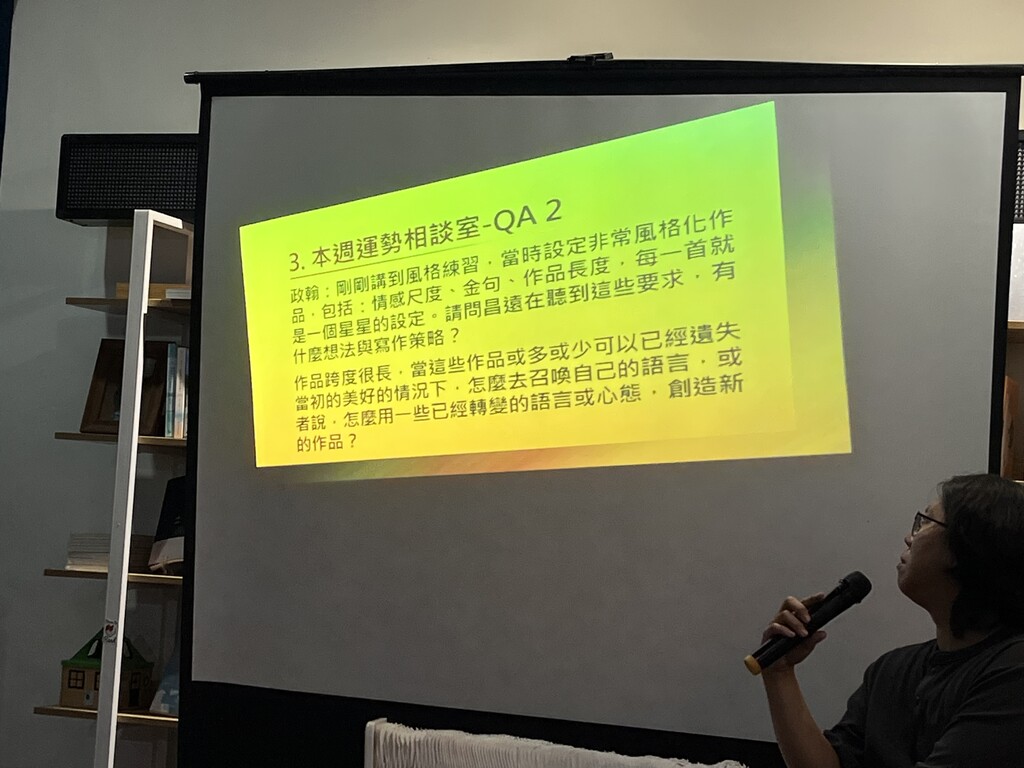 3. 本週運勢相談室-QA 2
政翰：剛剛講到風格練習，當時設定非常風格化作
品，包括：情感尺度、金句、作品長度，每一首就
是一個星星的設定。請問昌遠在聽到這些要求，有
什麼想法與寫作策略？
作品跨度很長，當這些作品或多或少可以已經遺失
當初的美好的情況下，怎麼去召喚自己的語言，或
者說，怎麼用一些已經轉變的語言或心態，創造新
的作品？